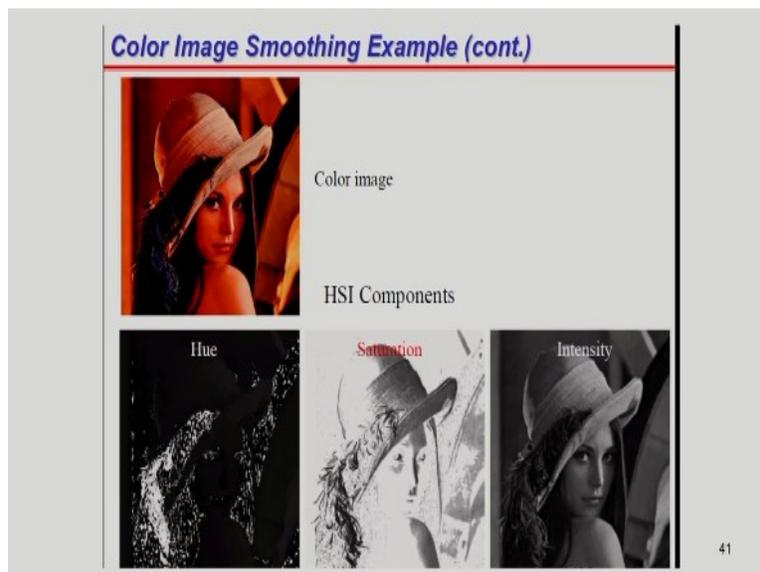 Color Image Smoothing Example (cont.)
Color image
HSI Components
Hue
Saturation
Intensity
41